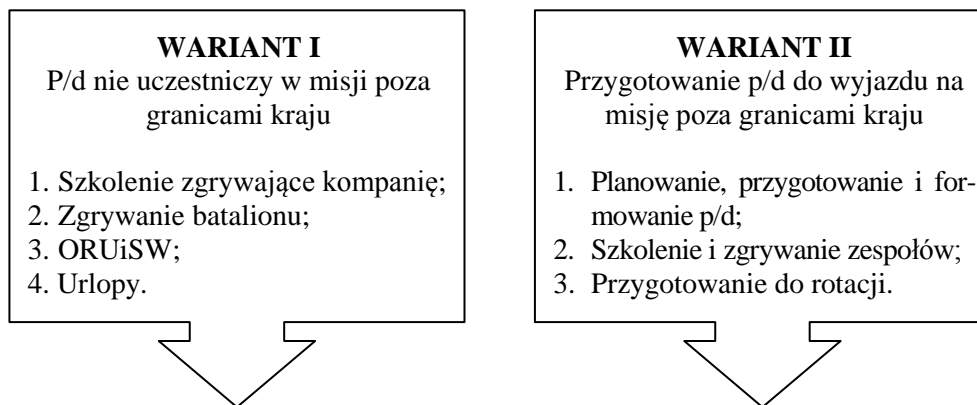 WARIANT I
P/d nie uczestniczy w misji poza
granicami kraju
1. Szkolenie zgrywające kompanię;
2. Zgrywanie batalionu;
3. ORUiSW;
4. Urlopy.
WARIANT II
Przygotowanie p/d do wyjazdu na
misję poza granicami kraju
1. Planowanie, przygotowanie i for-
mowanie p/d;
2. Szkolenie i zgrywanie zespołów;
3. Przygotowanie do rotacji.